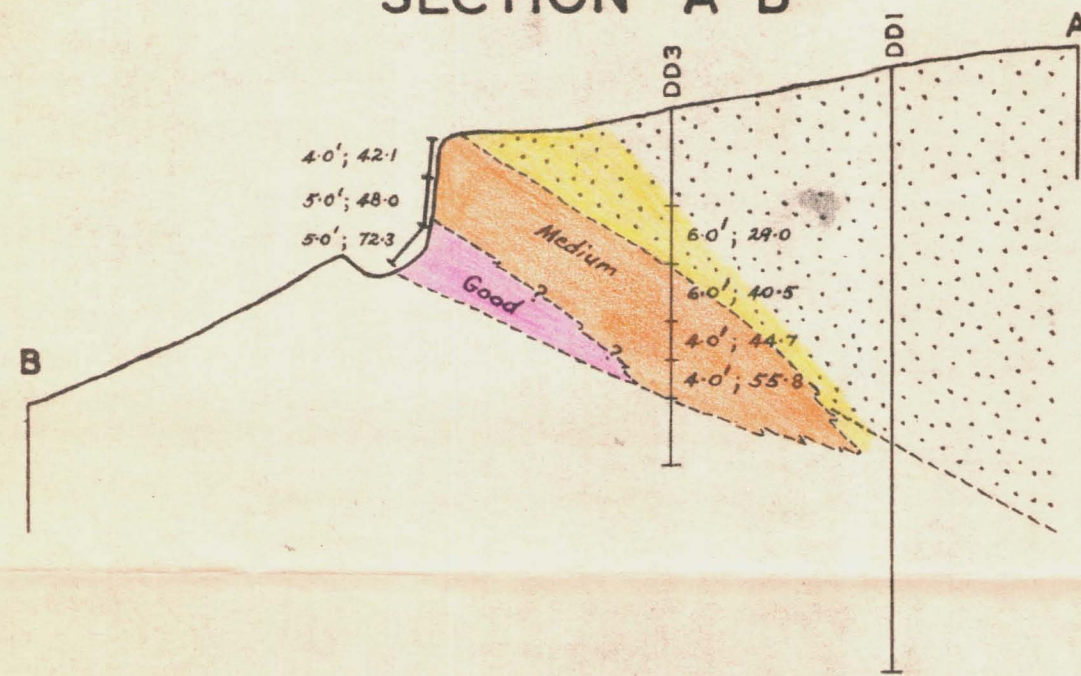 SECTION A B
A
DD1
DD3
4.0'; 42.1
5.0'; 48.0
5.0'; 72.3
6.0'; 29.0
Medium
6.0'; 40.5
Good
?
4.0'; 44.7
?
4.0'; 55.8
B